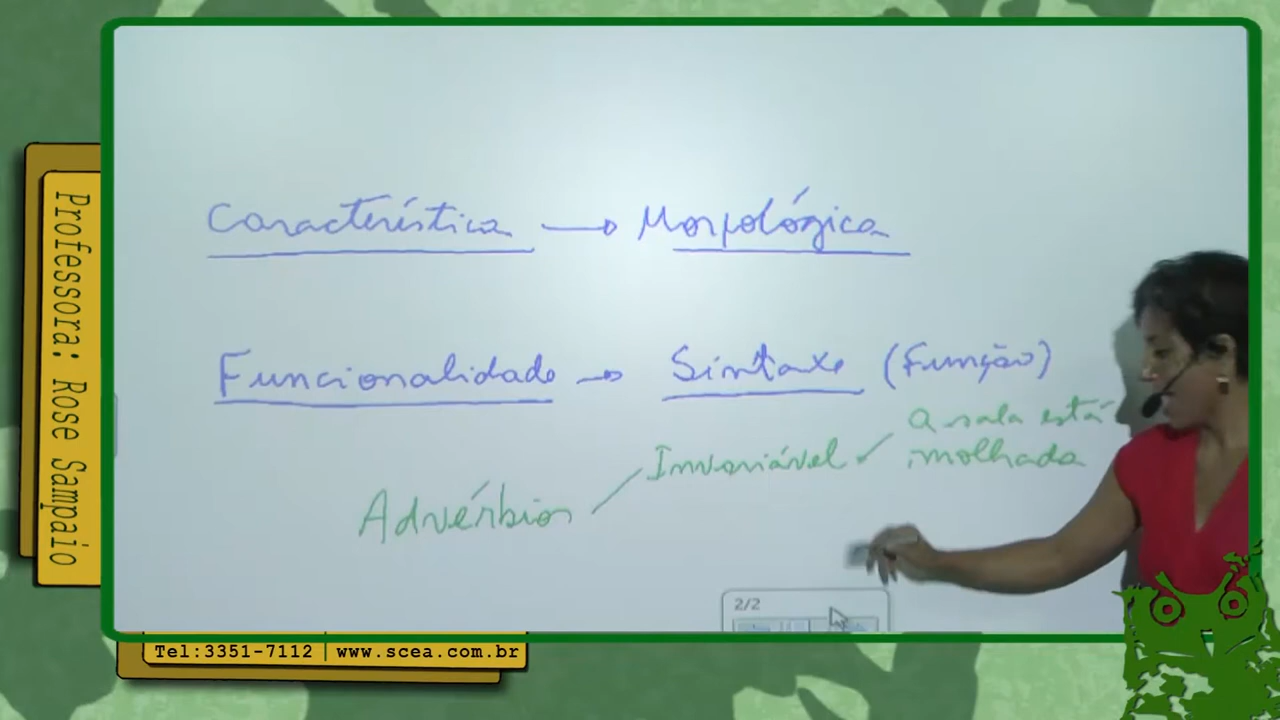 Característica → Morfológica
Funcionalidade → Sintaxe (Função)
a sala está
Invariável
molhada
Advérbios
2/2
Professora: Rose Sampaio
Tel:3351-7112 | www.scea.com.br